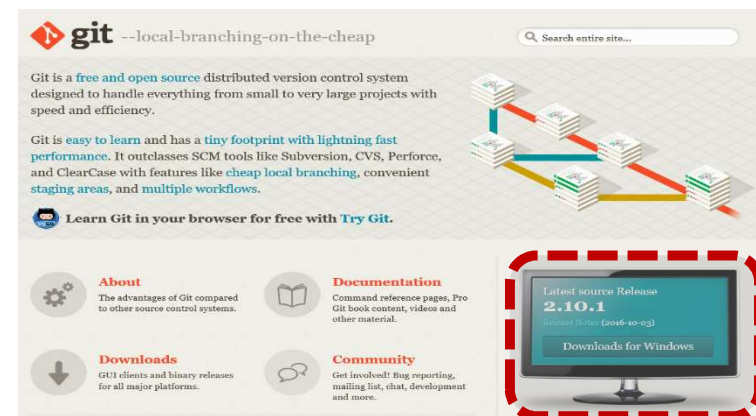 git --local-branching-on-the-cheap
Search entire site...
Git is a free and open source distributed version control system
designed to handle everything from small to very large projects with
speed and efficiency.
Git is easy to learn and has a tiny footprint with lightning fast
performance. It outclasses SCM tools like Subversion, CVS, Perforce,
and ClearCase with features like cheap local branching, convenient
staging areas, and multiple workflows.
Learn Git in your browser for free with Try Git.
About
The advantages of Git compared
to other source control systems.
Documentation
Command reference pages, Pro
Git book content, videos and
other material.
Downloads
GUI clients and binary releases
for all major platforms.
Community
Get involved! Bug reporting,
mailing list, chat, development
and more.
Latest source Release
2.10.1
Release Notes (2016-10-03)
Downloads for Windows